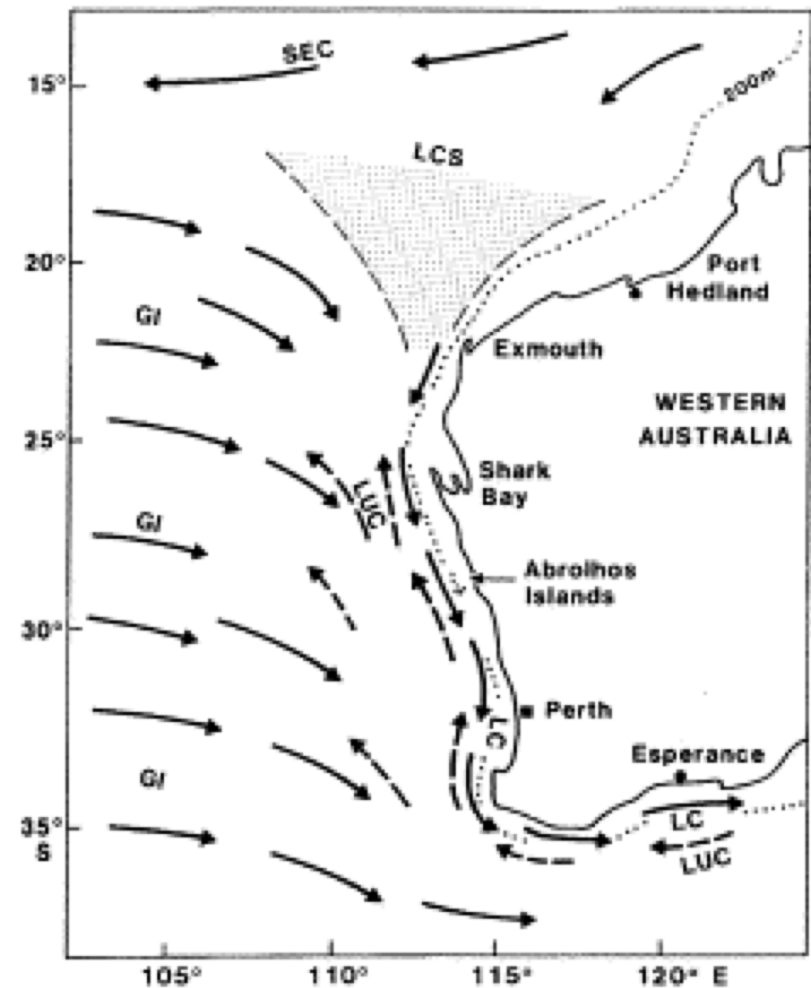 SEC
15°
200m
LCS
20°
Port
Hedland
GI
Exmouth
WESTERN
AUSTRALIA
25°
Shark
Bay
LUC
GI
Abrolhos
Islands
30°
Perth
LC
Esperance
GI
35°
S
LC
LUC
105°
110°
115°
120° E